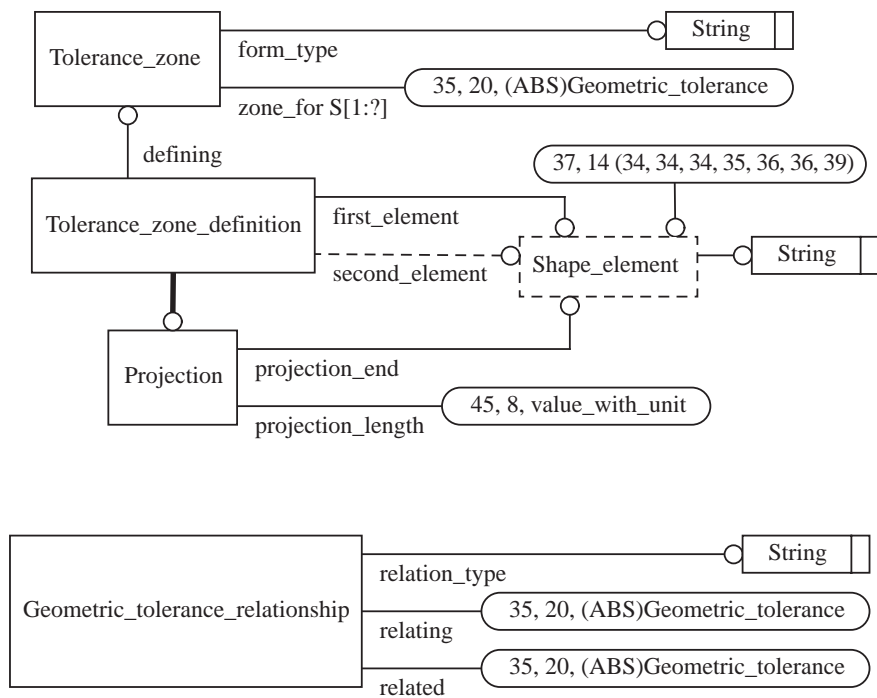 String
form_type
Tolerance_zone
35, 20, (ABS)Geometric_tolerance
zone_for S[1:?]
defining
37, 14 (34, 34, 34, 35, 36, 36, 39)
Tolerance_zone_definition
first_element
second_element
Shape_element
String
Projection
projection_end
45, 8, value_with_unit
projection_length
String
relation_type
Geometric_tolerance_relationship
35, 20, (ABS)Geometric_tolerance
relating
35, 20, (ABS)Geometric_tolerance
related